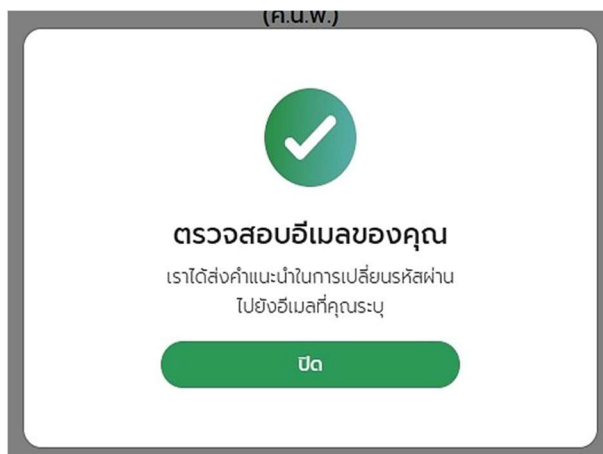 (ค.น.พ.)
ตรวจสอบอีเมลของคุณ
เราได้ส่งคำแนะนำในการเปลี่ยนรหัสผ่าน
ไปยังอีเมลที่คุณระบุ
ปิด